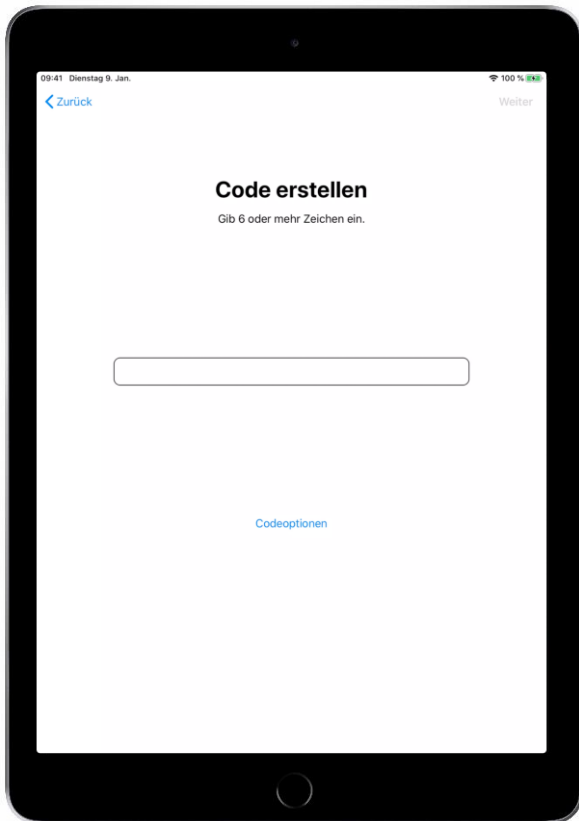 09:41 Dienstag 9. Jan. 100 %
Zurück Weiter
Code erstellen
Gib 6 oder mehr Zeichen ein.
Codeoptionen